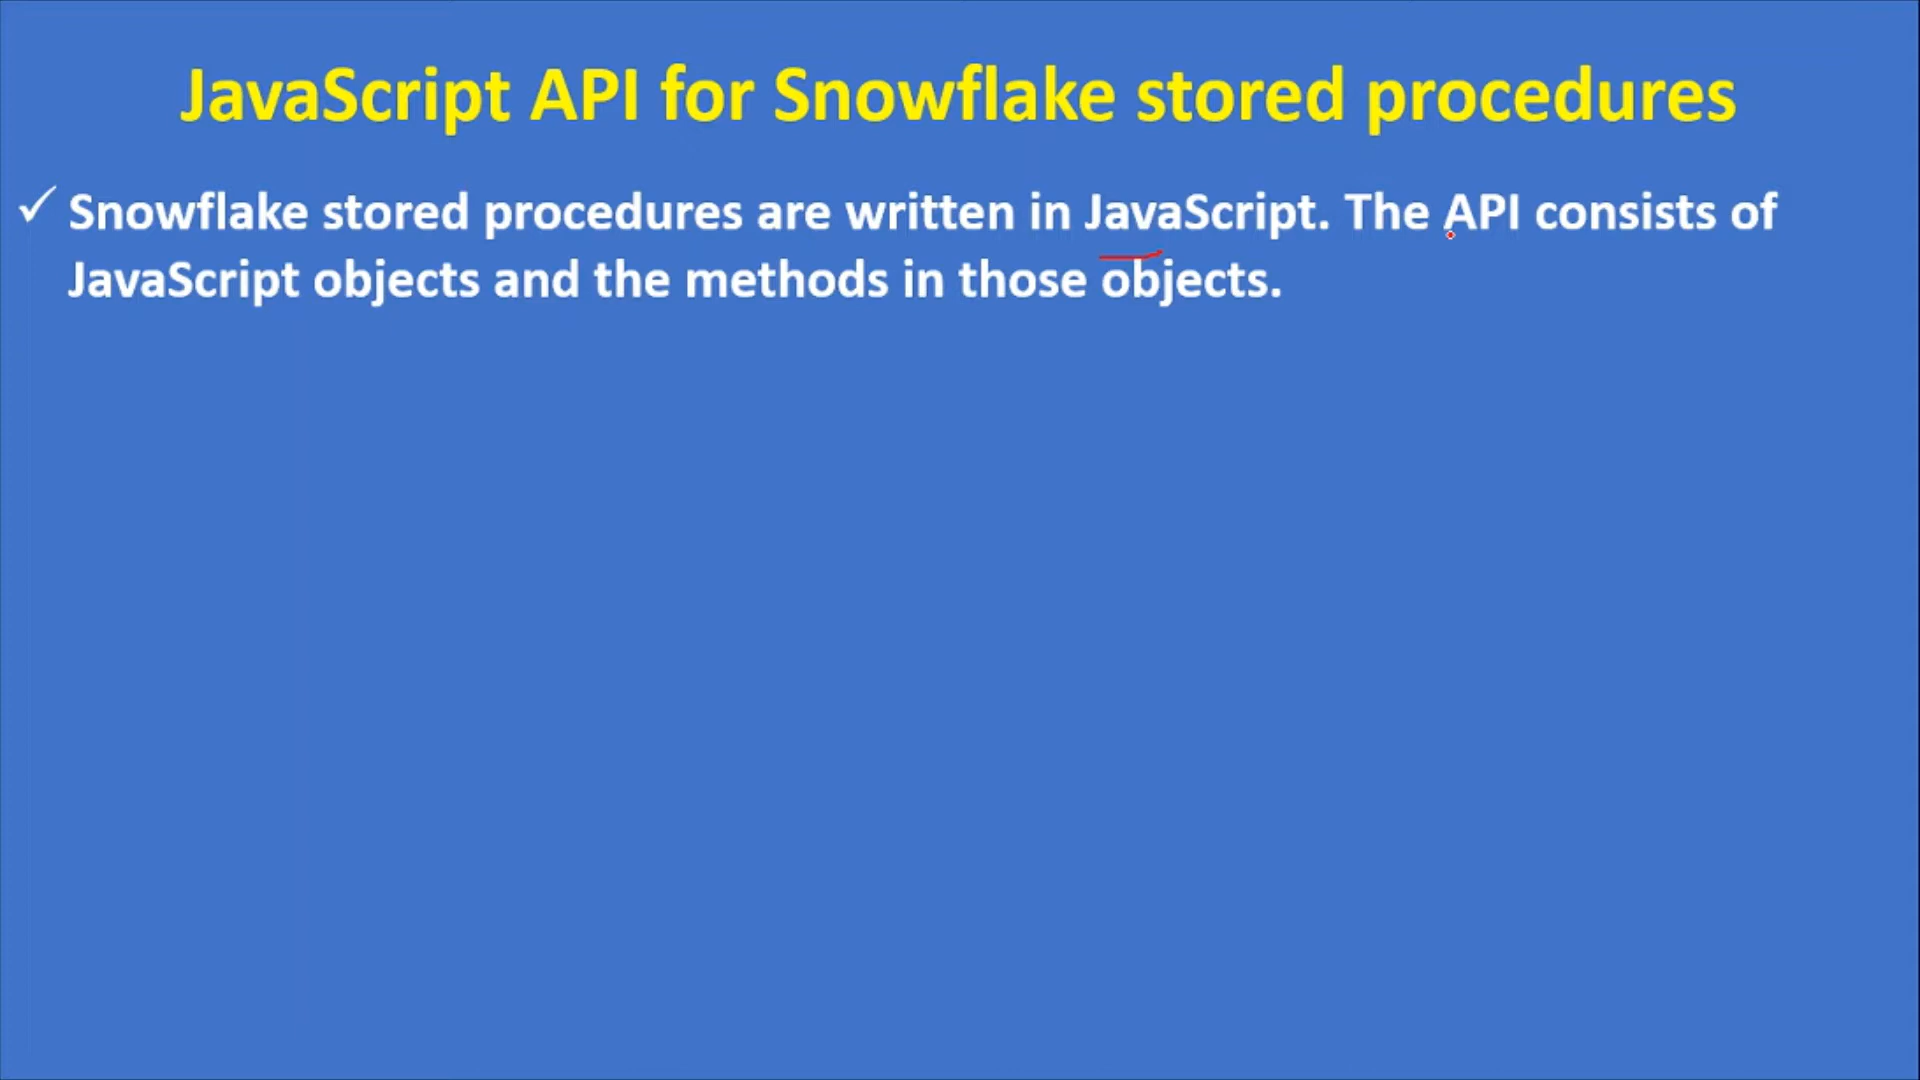 JavaScript API for Snowflake stored procedures
✓ Snowflake stored procedures are written in JavaScript. The API consists of
JavaScript objects and the methods in those objects.